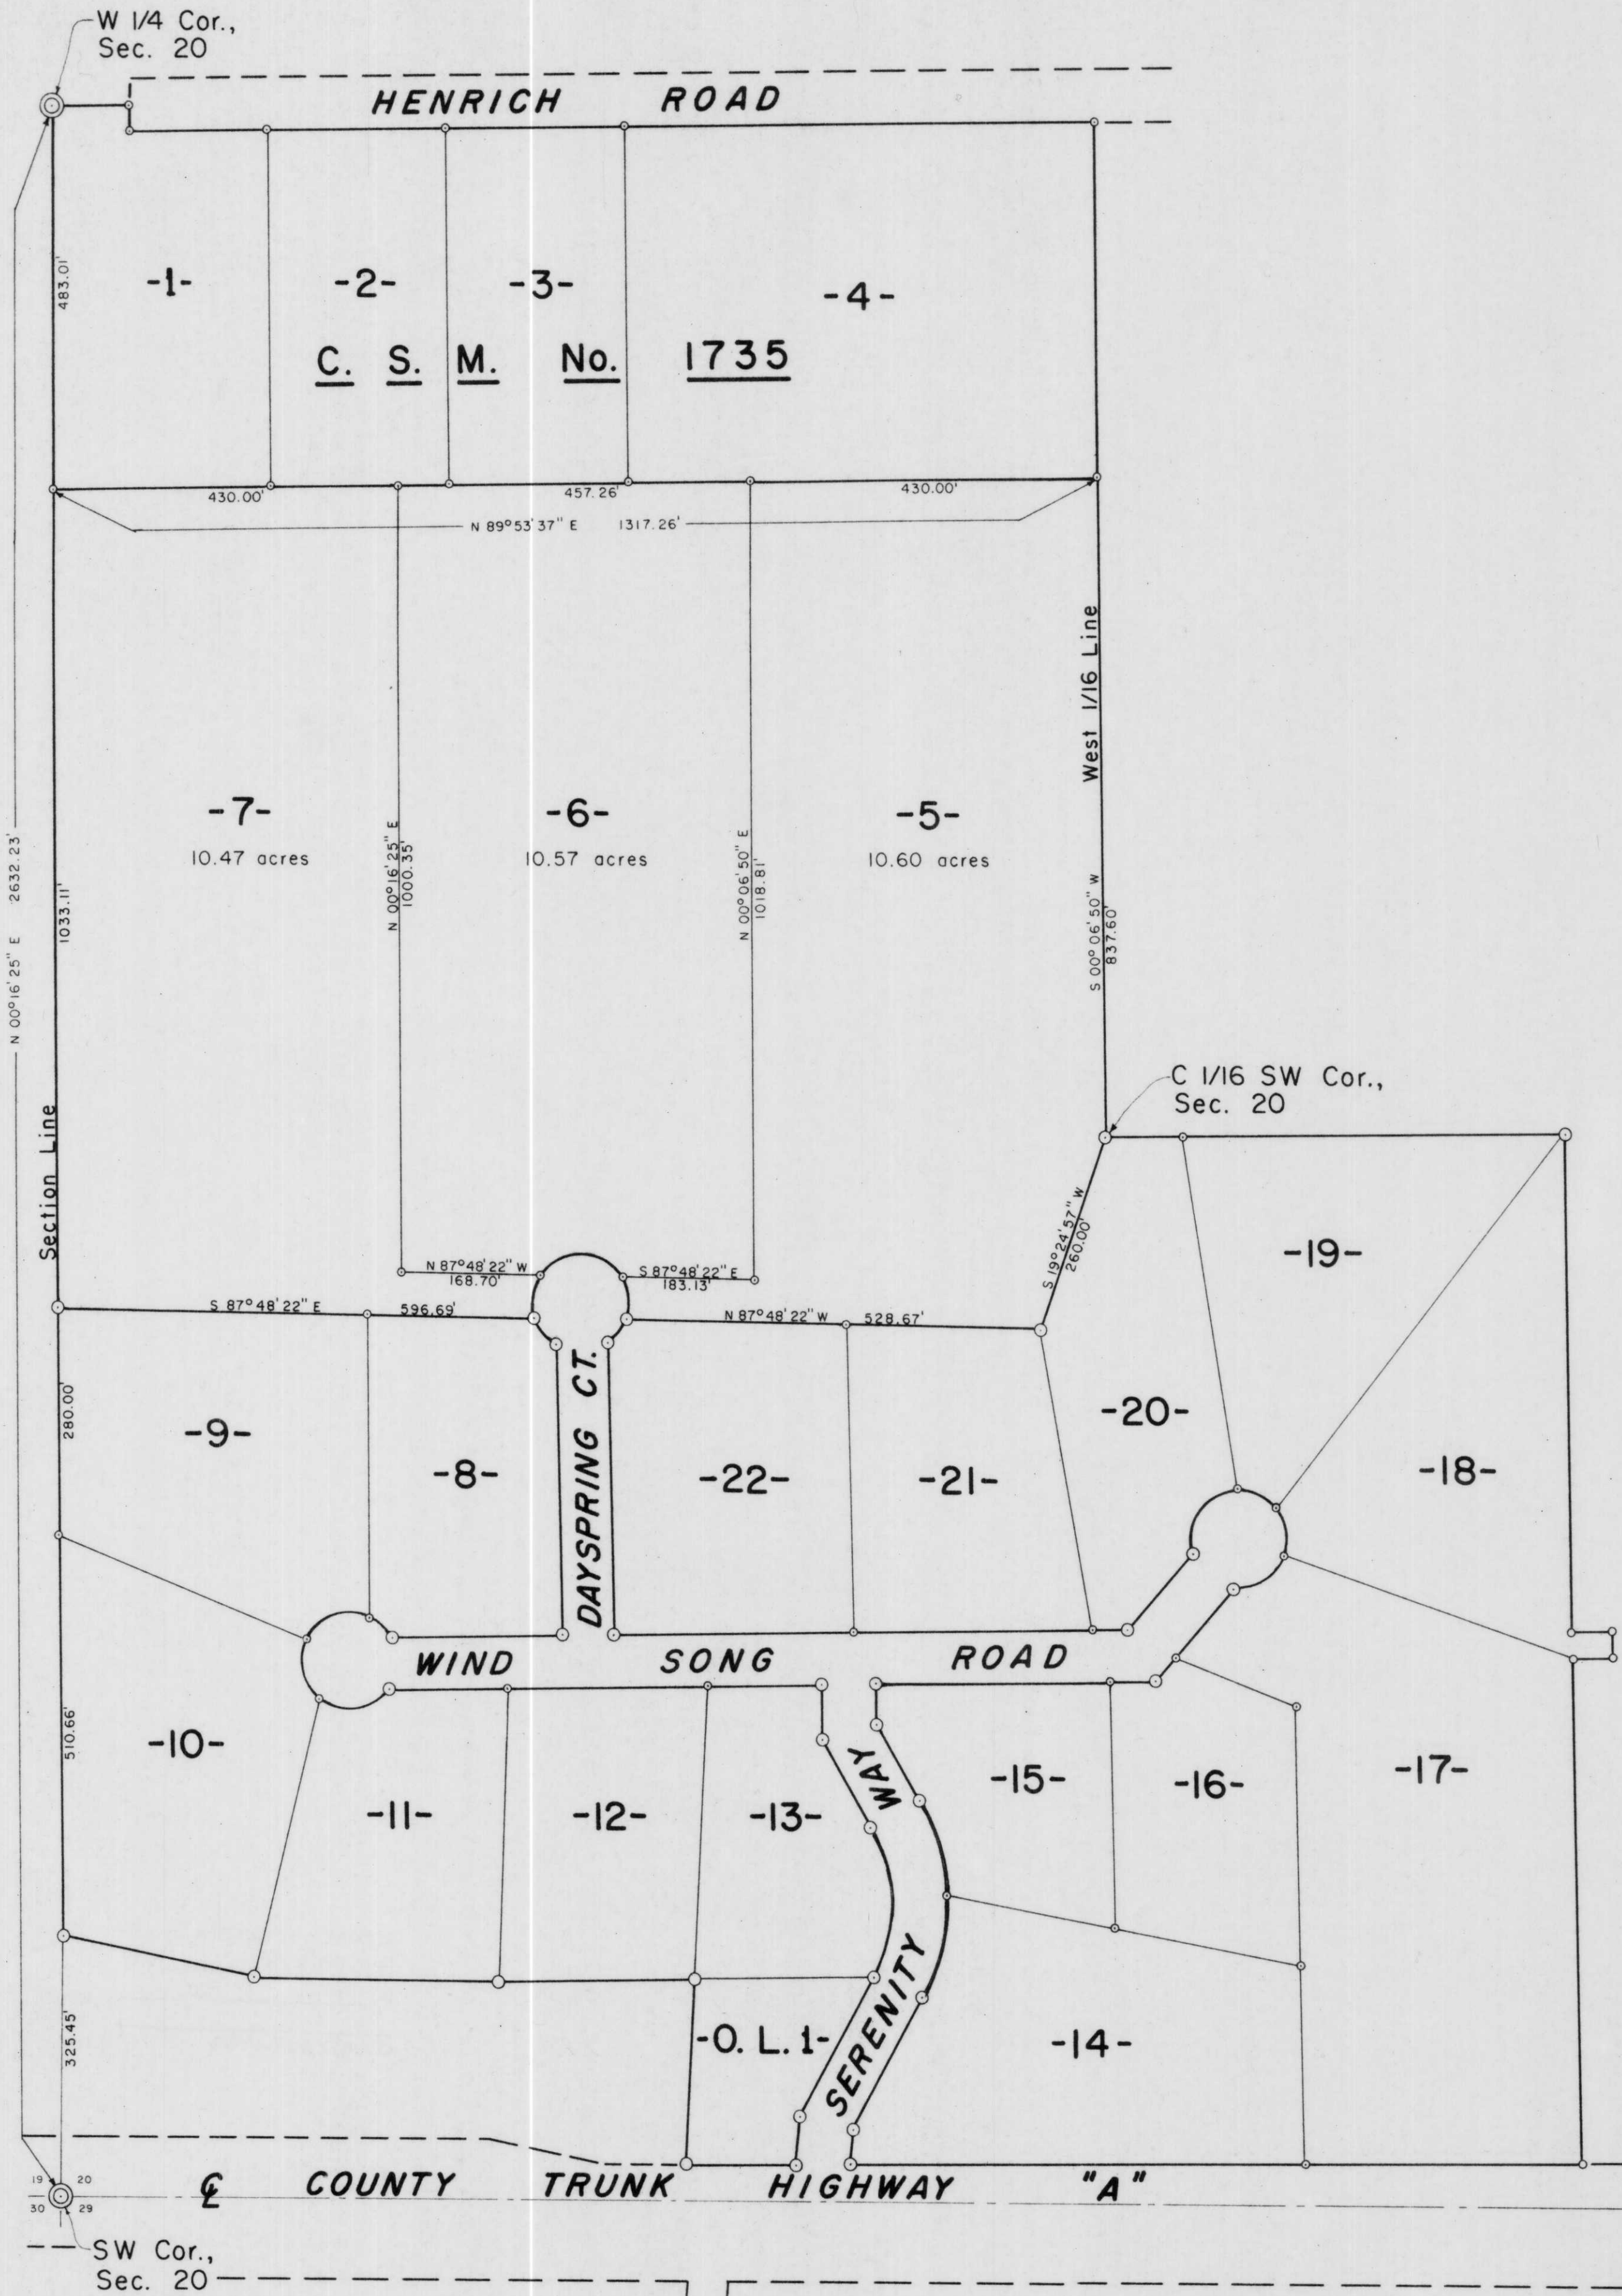 W 1/4 Cor.,
Sec. 20
HENRICH ROAD
483.01'
-1-
-2-
-3-
-4-
C. S. M. No. 1735
430.00'
457.26'
430.00'
N 89°53'37" E 1317.26'
West 1/16 Line
-7-
10.47 acres
N 00°16'25" E
1000.35'
-6-
10.57 acres
N 00°06'50" E
1018.81'
-5-
10.60 acres
S 00°06'50" W
837.60'
N 00°16'25" E 2632.23'
1033.11'
Section Line
C 1/16 SW Cor.,
Sec. 20
S 19°24'57" W
260.00'
-19-
N 87°48'22" W
168.70'
S 87°48'22" E
183.13'
S 87°48'22" E 596.69'
N 87°48'22" W 528.67'
280.00'
-9-
-8-
DAYSPRING CT.
-22-
-21-
-20-
-18-
WIND SONG ROAD
510.66'
-10-
-11-
-12-
-13-
SERENITY WAY
-15-
-16-
-17-
325.45'
-O. L. 1-
-14-
19 20
30 29
℄ COUNTY TRUNK HIGHWAY "A"
SW Cor.,
Sec. 20